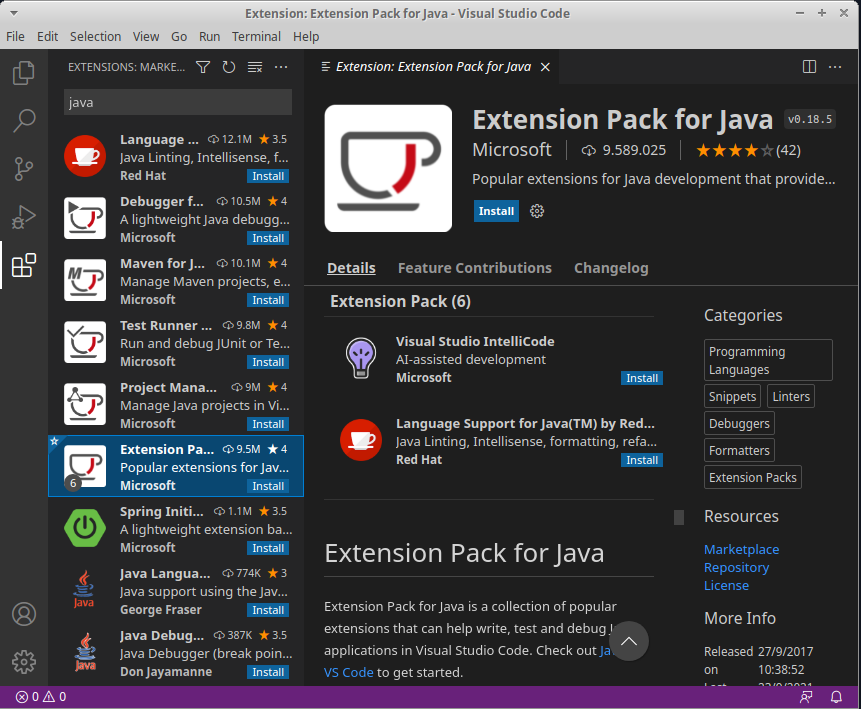 Extension: Extension Pack for Java - Visual Studio Code
File Edit Selection View Go Run Terminal Help
EXTENSIONS: MARKE...
java
Language ... 12.1M 3.5
Java Linting, Intellisense, f...
Red Hat Install
Debugger f... 10.5M 4
A lightweight Java debugg...
Microsoft Install
Maven for J... 10.1M 4
Manage Maven projects, e...
Microsoft Install
Test Runner ... 9.8M 4
Run and debug JUnit or Te...
Microsoft Install
Project Mana... 9M 4
Manage Java projects in Vi...
Microsoft Install
Extension Pa... 9.5M 4
Popular extensions for Jav...
6
Microsoft Install
Spring Initi... 1.1M 3.5
A lightweight extension ba...
Microsoft Install
Java Langua... 774K 3
Java support using the Jav...
Java
George Fraser Install
Java Debug... 387K 3.5
Java Debugger (break poin...
Java
Don Jayamanne Install
Extension: Extension Pack for Java
Extension Pack for Java v0.18.5
Microsoft 9.589.025 (42)
Popular extensions for Java development that provide...
Install
Details Feature Contributions Changelog
Extension Pack (6)
Visual Studio IntelliCode
AI-assisted development
Microsoft Install
Language Support for Java(TM) by Red...
Java Linting, Intellisense, formatting, refa...
Red Hat Install
Extension Pack for Java
Extension Pack for Java is a collection of popular
extensions that can help write, test and debug
applications in Visual Studio Code. Check out
VS Code to get started.
Categories
Programming
Languages
Snippets Linters
Debuggers
Formatters
Extension Packs
Resources
Marketplace
Repository
License
More Info
Released 27/9/2017
on 10:38:52
0 0